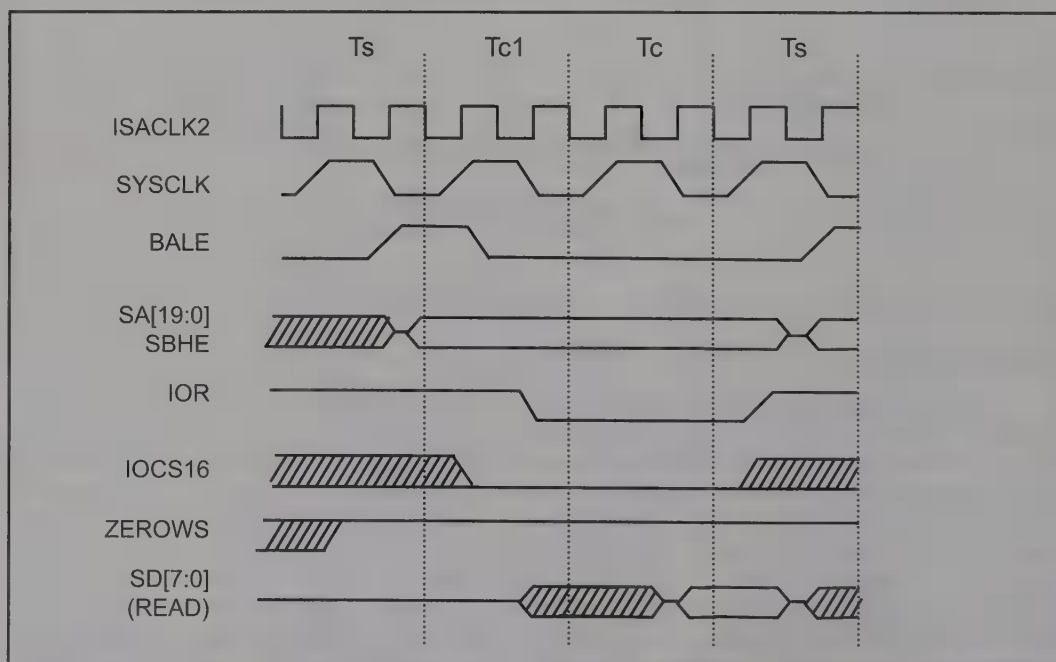 Ts Tc1 Tc Ts
ISACLK2
SYSCLK
BALE
SA[19:0]
SBHE
IOR
IOCS16
ZEROWS
SD[7:0]
(READ)